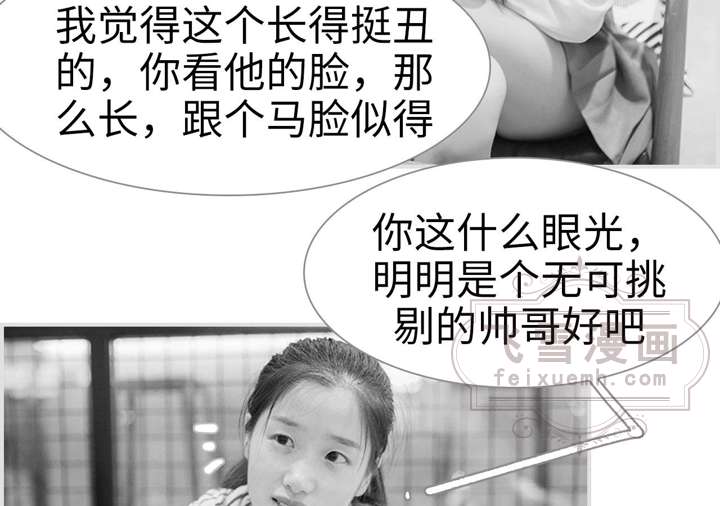 我觉得这个长得挺丑
的，你看他的脸，那
么长，跟个马脸似得
你这什么眼光，
明明是个无可挑
剔的帅哥好吧
飞雪漫画
feixuemh.com